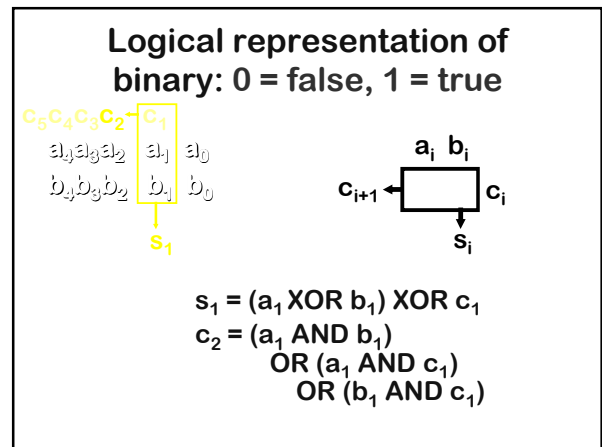 Logical representation of
binary: 0 = false, 1 = true
c₅c₄c₃c₂ c₁
a₄a₃a₂ a₁ a₀
b₄b₃b₂ b₁ b₀
s₁
aᵢ bᵢ
cᵢ₊₁ cᵢ
sᵢ
s₁ = (a₁ XOR b₁) XOR c₁
c₂ = (a₁ AND b₁)
OR (a₁ AND c₁)
OR (b₁ AND c₁)